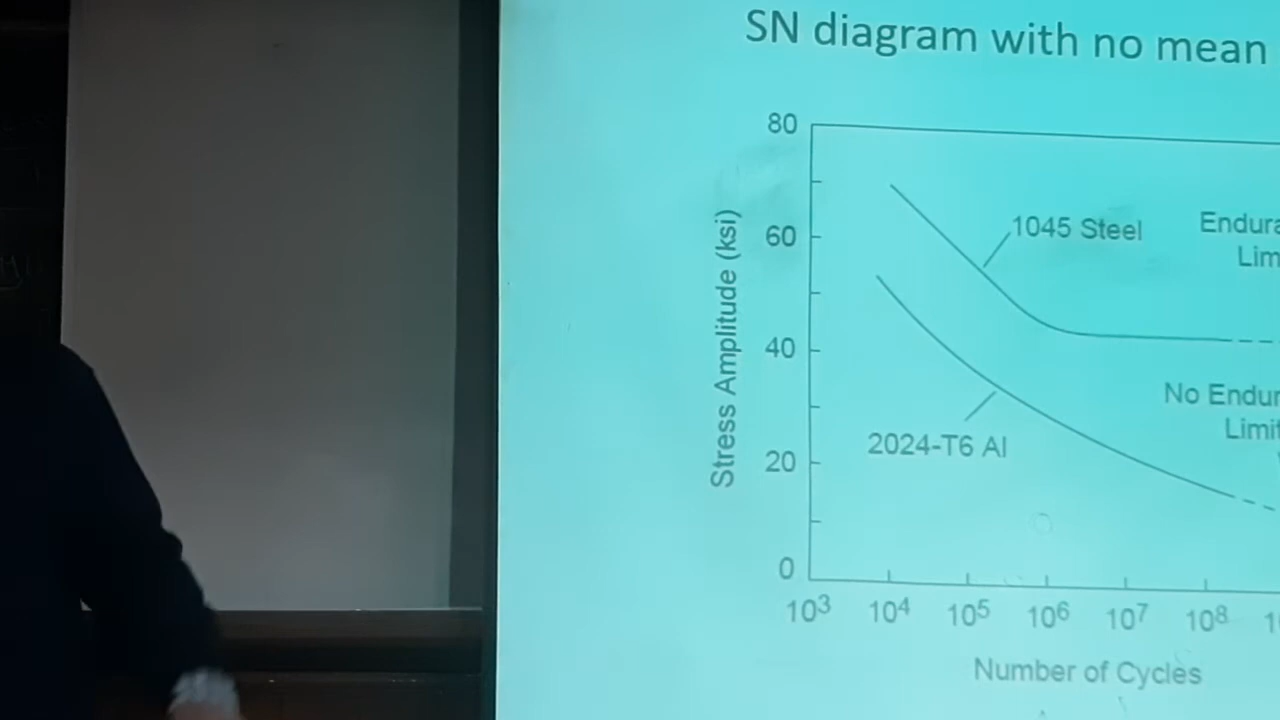 SN diagram with no mean
80
60
40
20
0
Stress Amplitude (ksi)
1045 Steel
Endura
Lim
No Endur
Limit
2024-T6 Al
10³ 10⁴ 10⁵ 10⁶ 10⁷ 10⁸
Number of Cycles